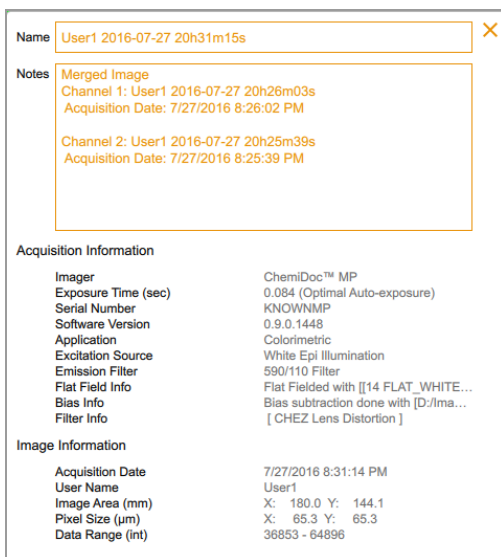 Name User1 2016-07-27 20h31m15s
Notes Merged Image
Channel 1: User1 2016-07-27 20h26m03s
Acquisition Date: 7/27/2016 8:26:02 PM
Channel 2: User1 2016-07-27 20h25m39s
Acquisition Date: 7/27/2016 8:25:39 PM
Acquisition Information
Imager ChemiDoc™ MP
Exposure Time (sec) 0.084 (Optimal Auto-exposure)
Serial Number KNOWNMP
Software Version 0.9.0.1448
Application Colorimetric
Excitation Source White Epi Illumination
Emission Filter 590/110 Filter
Flat Field Info Flat Fielded with [[14 FLAT_WHITE...
Bias Info Bias subtraction done with [D:/Ima...
Filter Info [ CHEZ Lens Distortion ]
Image Information
Acquisition Date 7/27/2016 8:31:14 PM
User Name User1
Image Area (mm) X: 180.0 Y: 144.1
Pixel Size (µm) X: 65.3 Y: 65.3
Data Range (int) 36853 - 64896